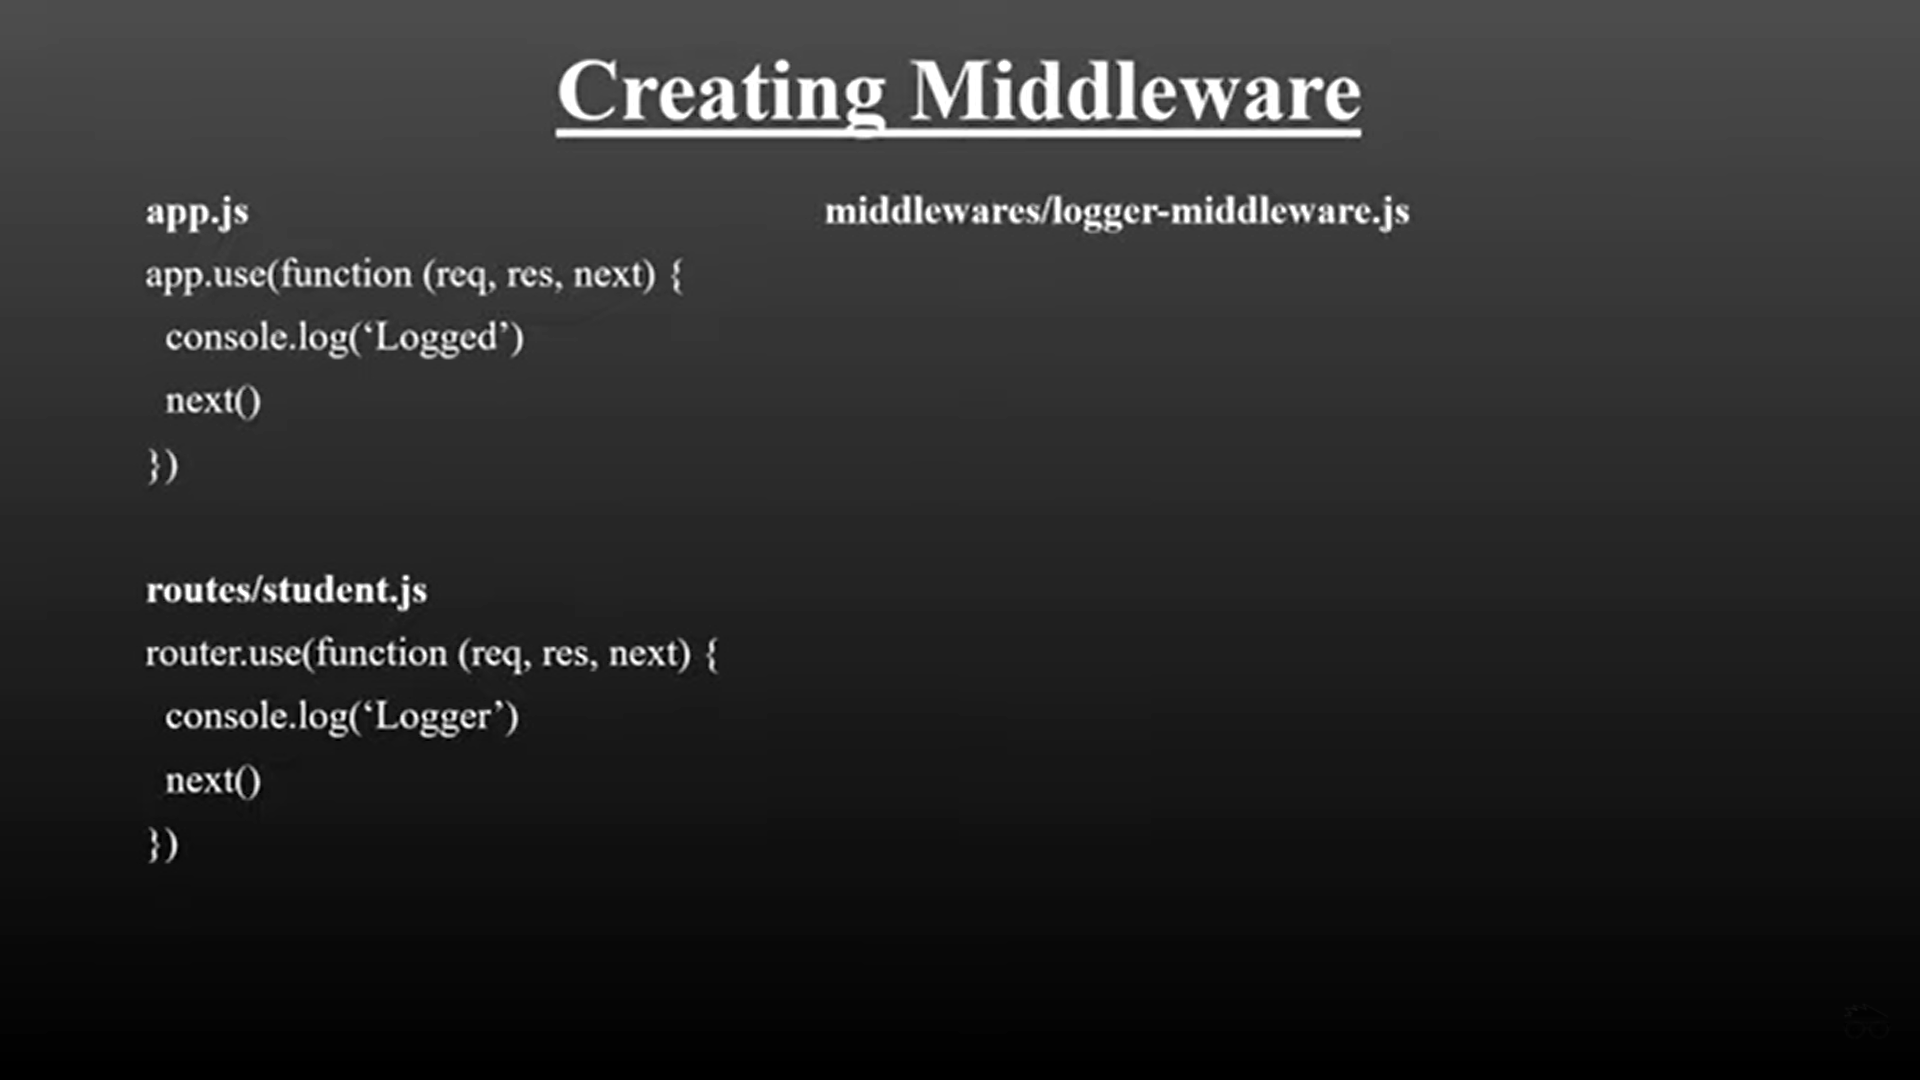 Creating Middleware
app.js
app.use(function (req, res, next) {
console.log(‘Logged’)
next()
})
routes/student.js
router.use(function (req, res, next) {
console.log(‘Logger’)
next()
})
middlewares/logger-middleware.js